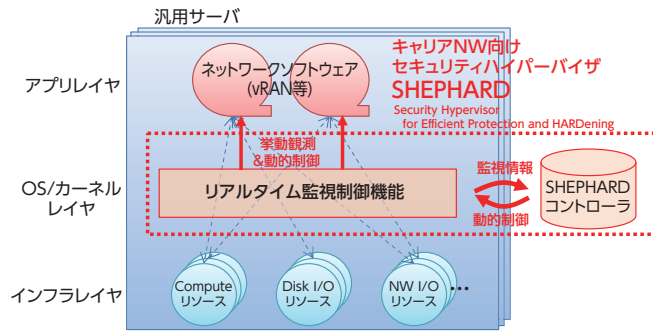 汎用サーバ
アプリレイヤ
ネットワークソフトウェア
(vRAN等)
キャリアNW向け
セキュリティハイパーバイザ
SHEPHARD
Security Hypervisor
for Efficient Protection and HARDening
挙動観測
&動的制御
OS/カーネル
レイヤ
リアルタイム監視制御機能
監視情報
動的制御
SHEPHARD
コントローラ
インフラレイヤ
Compute
リソース
Disk I/O
リソース
NW I/O
リソース
…